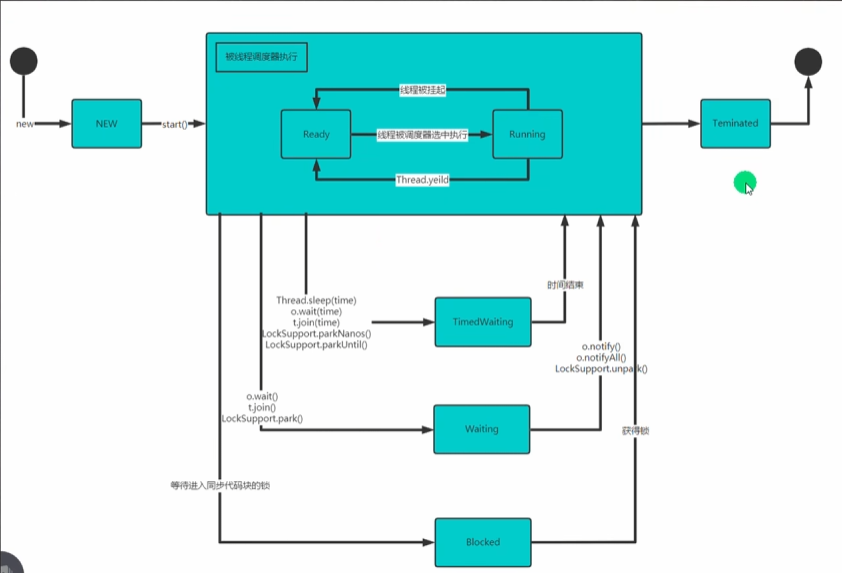 被线程调度器执行
线程被挂起
new
NEW
start()
Ready
线程被调度器选中执行
Running
Teminated
Thread.yeild
时间结束
Thread.sleep(time)
o.wait(time)
t.join(time)
LockSupport.parkNanos()
LockSupport.parkUntil()
TimedWaiting
o.notify()
o.notifyAll()
LockSupport.unpark()
o.wait()
t.join()
LockSupport.park()
Waiting
获得锁
等待进入同步代码块的锁
Blocked